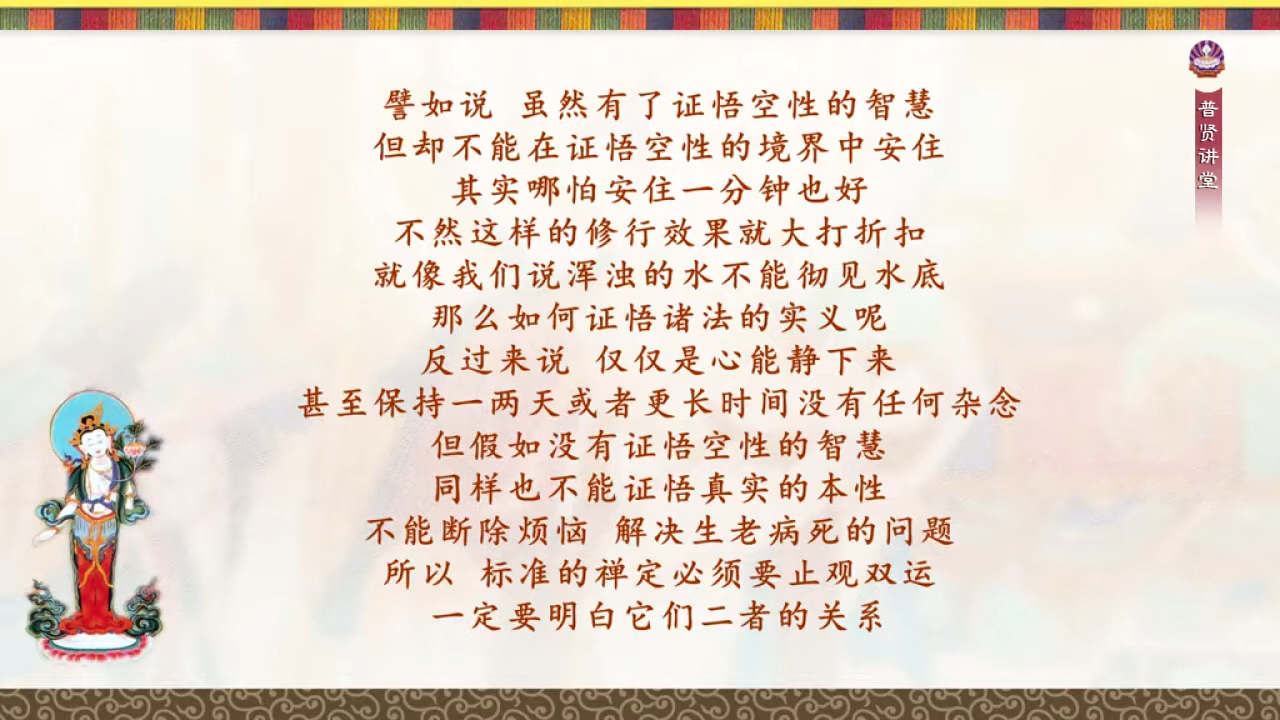 譬如说 虽然有了证悟空性的智慧
但却不能在证悟空性的境界中安住
其实哪怕安住一分钟也好
不然这样的修行效果就大打折扣
就像我们说浑浊的水不能彻见水底
那么如何证悟诸法的实义呢
反过来说 仅仅是心能静下来
甚至保持一两天或者更长时间没有任何杂念
但假如没有证悟空性的智慧
同样也不能证悟真实的本性
不能断除烦恼 解决生老病死的问题
所以 标准的禅定必须要止观双运
一定要明白它们二者的关系
普贤讲堂